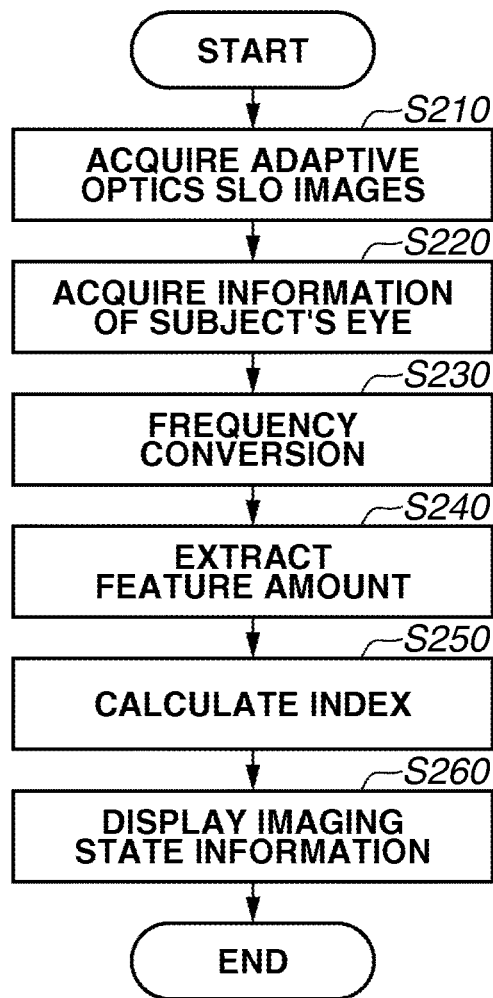 START
S210
ACQUIRE ADAPTIVE
OPTICS SLO IMAGES
S220
ACQUIRE INFORMATION
OF SUBJECT'S EYE
S230
FREQUENCY
CONVERSION
S240
EXTRACT
FEATURE AMOUNT
S250
CALCULATE INDEX
S260
DISPLAY IMAGING
STATE INFORMATION
END